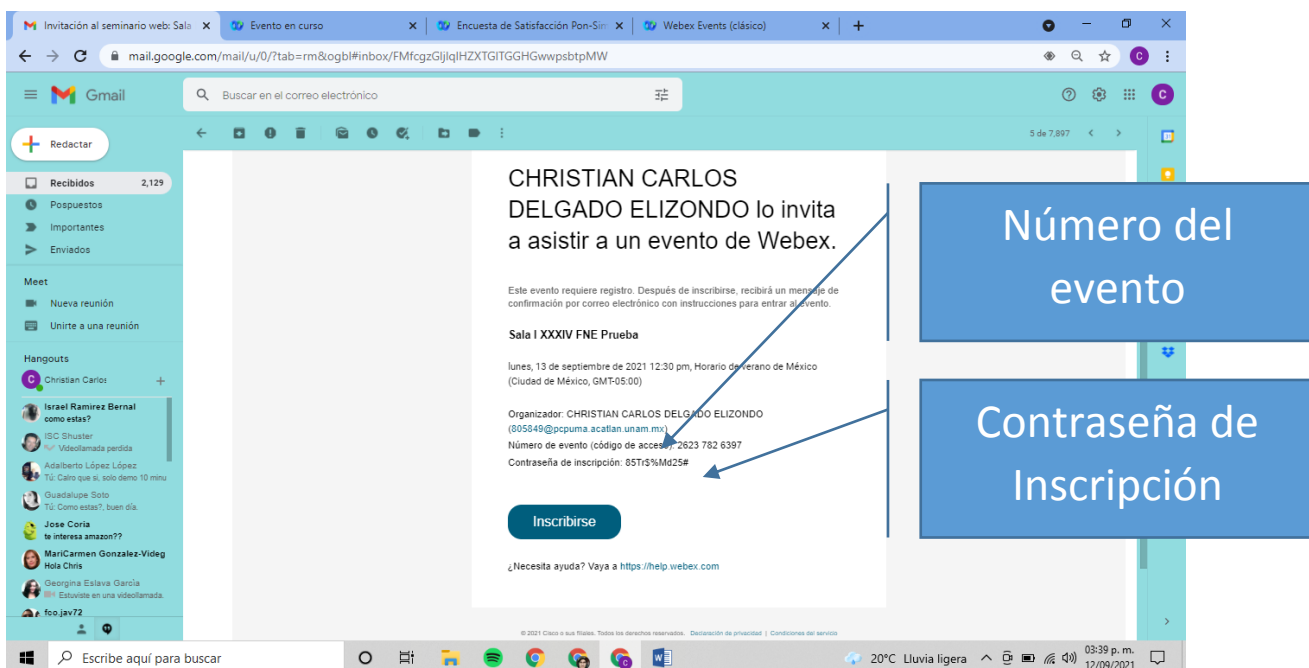 Invitación al seminario web: Sala
Evento en curso
Encuesta de Satisfacción Pon-Sim
Webex Events (clásico)
mail.google.com/mail/u/0/?tab=rm&ogbl#inbox/FMfcgzGljlqlHZXTGlTGGHGwwpsbtpMW
C
Gmail
Buscar en el correo electrónico
C
Redactar
5 de 7,897
Recibidos 2,129
Pospuestos
Importantes
Enviados
Meet
Nueva reunión
Unirte a una reunión
Hangouts
C Christian Carlos
Israel Ramirez Bernal
como estas?
ISC Shuster
Videollamada perdida
Adalberto López López
Tú: Calro que si, solo demo 10 minu
Guadalupe Soto
Tú: Como estas?, buen día.
Jose Coria
te interesa amazon??
MariCarmen Gonzalez-Videg
Hola Chris
Georgina Eslava García
Estuviste en una videollamada.
foo.jav72
CHRISTIAN CARLOS
DELGADO ELIZONDO lo invita
a asistir a un evento de Webex.
Este evento requiere registro. Después de inscribirse, recibirá un mensaje de
confirmación por correo electrónico con instrucciones para entrar al evento.
Sala I XXXIV FNE Prueba
lunes, 13 de septiembre de 2021 12:30 pm, Horario de verano de México
(Ciudad de México, GMT-05:00)
Organizador: CHRISTIAN CARLOS DELGADO ELIZONDO
(805849@pcpuma.acatlan.unam.mx)
Número de evento (código de acceso): 2623 782 6397
Contraseña de inscripción: 85Tr$%Md25#
Inscribirse
¿Necesita ayuda? Vaya a https://help.webex.com
© 2021 Cisco o sus filiales. Todos los derechos reservados. Declaración de privacidad | Condiciones del servicio
Número del
evento
Contraseña de
Inscripción
Escribe aquí para buscar
20°C Lluvia ligera
03:39 p. m.
12/09/2021